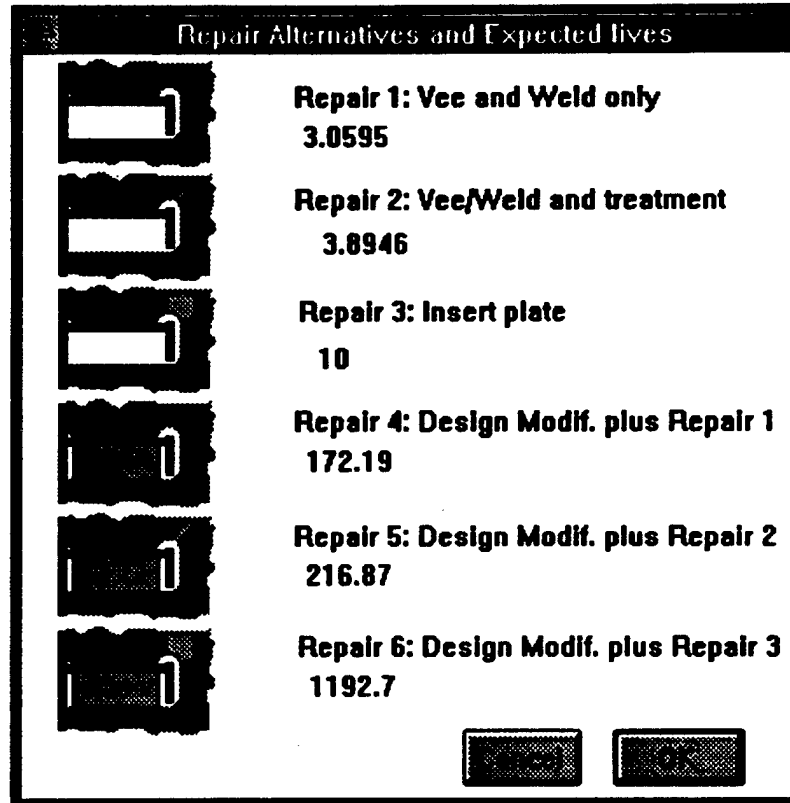 Repair Alternatives and Expected lives
Repair 1: Vee and Weld only
3.0595
Repair 2: Vee/Weld and treatment
3.8946
Repair 3: Insert plate
10
Repair 4: Design Modif. plus Repair 1
172.19
Repair 5: Design Modif. plus Repair 2
216.87
Repair 6: Design Modif. plus Repair 3
1192.7
Cancel OK